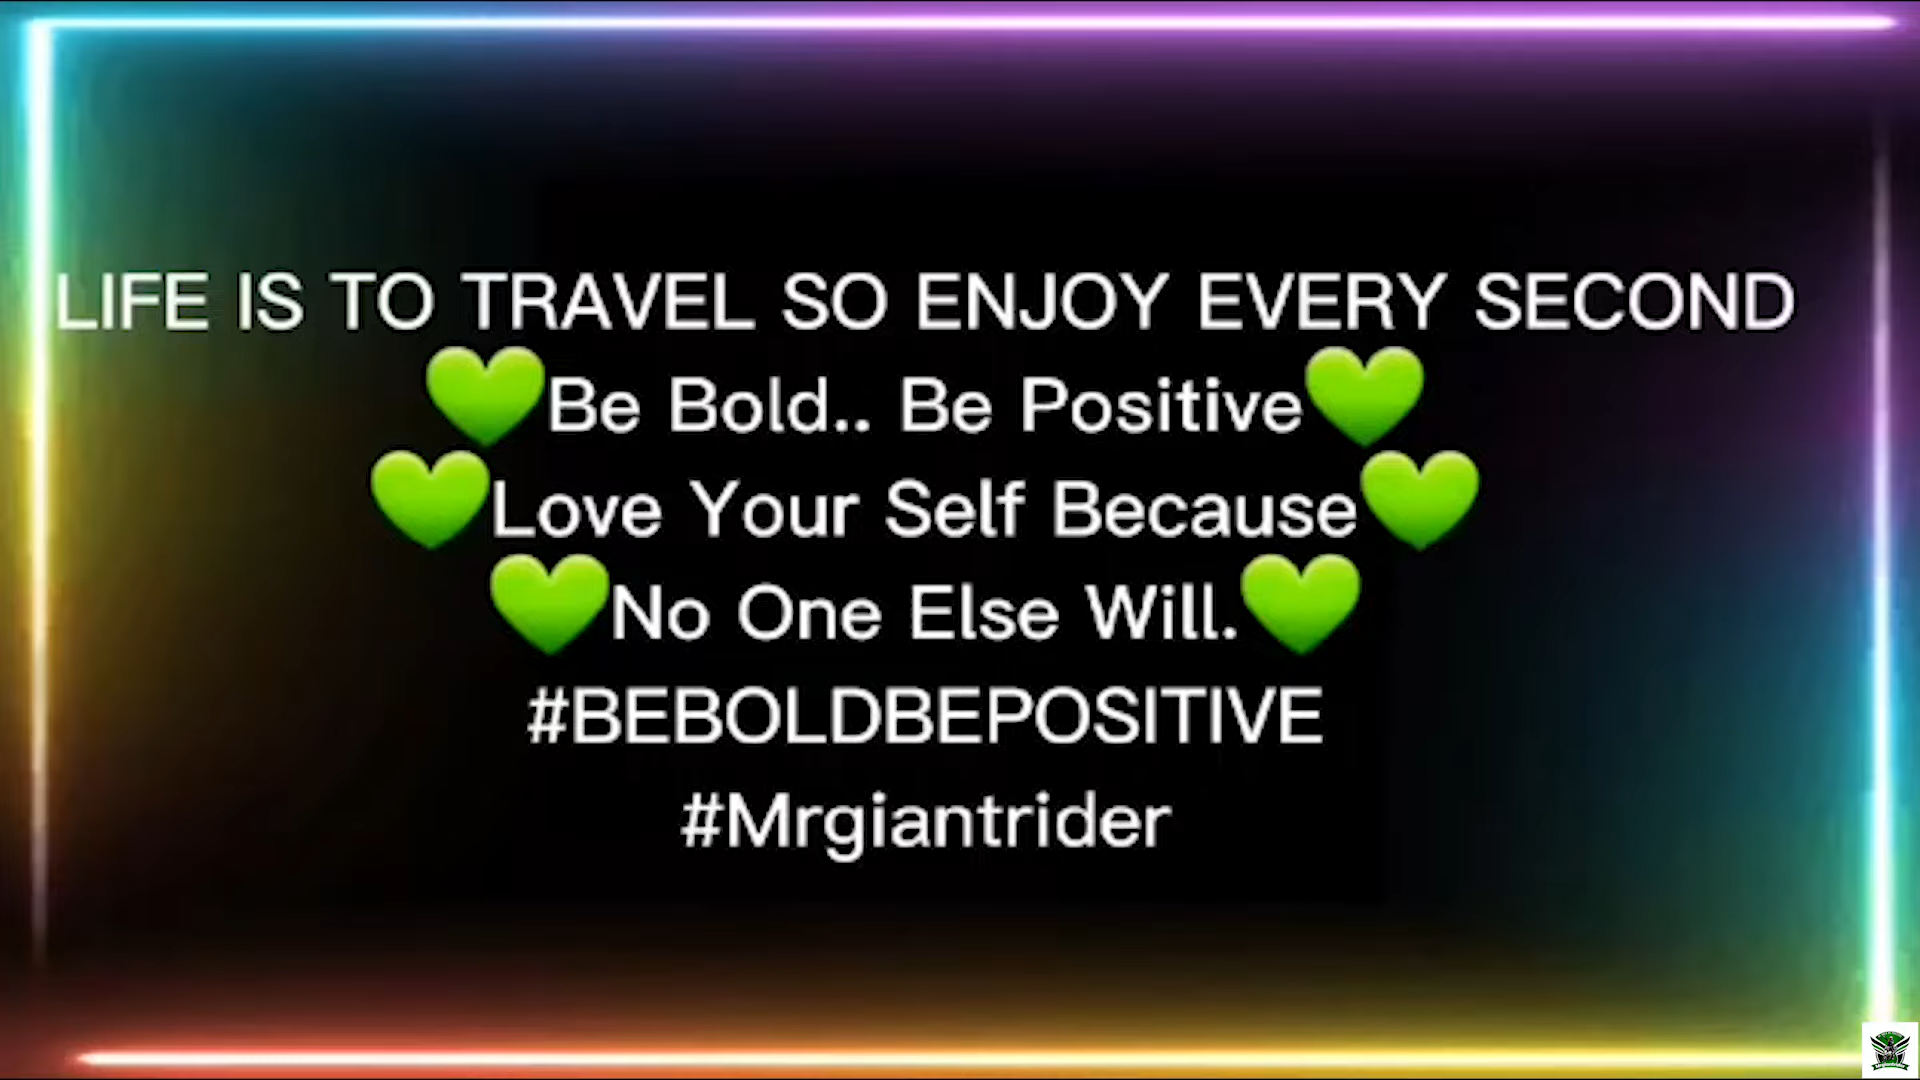 LIFE IS TO TRAVEL SO ENJOY EVERY SECOND
💚Be Bold.. Be Positive💚
💚Love Your Self Because💚
💚No One Else Will.💚
#BEBOLDBEPOSITIVE
#Mrgiantrider